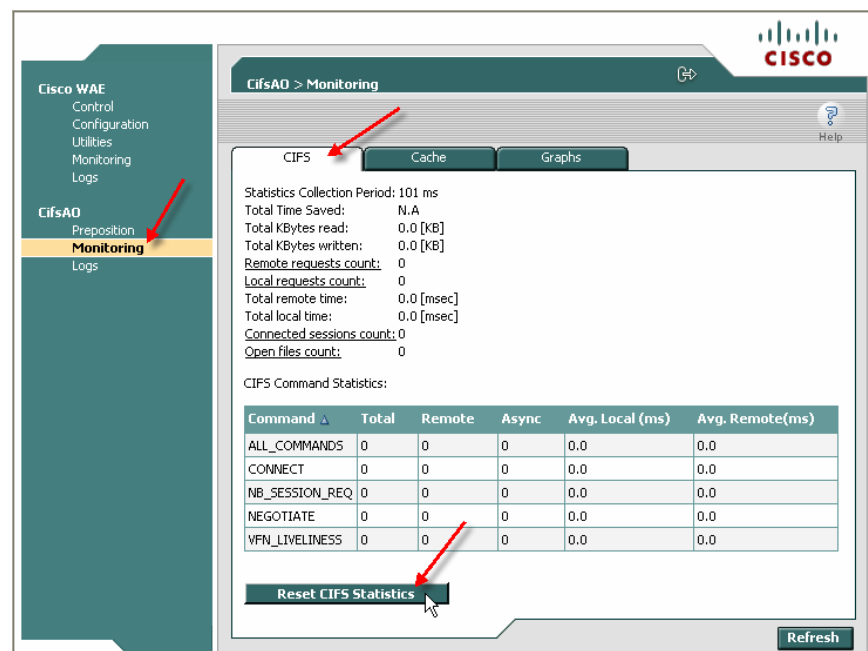 CISCO
Cisco WAE
Control
Configuration
Utilities
Monitoring
Logs
CifsAO
Preposition
Monitoring
Logs
CifsAO > Monitoring
Help
CIFS Cache Graphs
Statistics Collection Period: 101 ms
Total Time Saved: N.A
Total KBytes read: 0.0 [KB]
Total KBytes written: 0.0 [KB]
Remote requests count: 0
Local requests count: 0
Total remote time: 0.0 [msec]
Total local time: 0.0 [msec]
Connected sessions count: 0
Open files count: 0
CIFS Command Statistics:
Command Total Remote Async Avg. Local (ms) Avg. Remote(ms)
ALL_COMMANDS 0 0 0 0.0 0.0
CONNECT 0 0 0 0.0 0.0
NB_SESSION_REQ 0 0 0 0.0 0.0
NEGOTIATE 0 0 0 0.0 0.0
VFN_LIVELINESS 0 0 0 0.0 0.0
Reset CIFS Statistics
Refresh